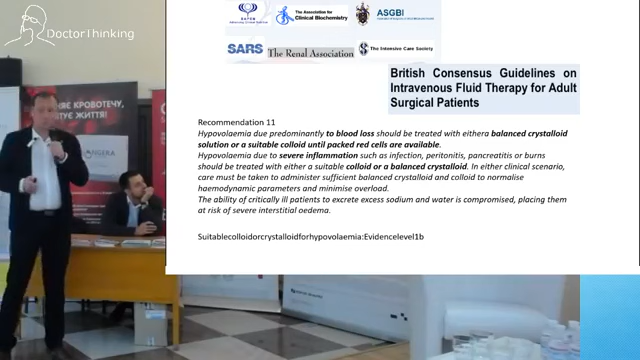 DoctorThinking
BAPEN
The Association for
Clinical Biochemistry
ASGBI
SARS
The Renal Association
The Intensive Care Society
British Consensus Guidelines on
Intravenous Fluid Therapy for Adult
Surgical Patients
Recommendation 11
Hypovolaemia due predominantly to blood loss should be treated with eithera balanced crystalloid
solution or a suitable colloid until packed red cells are available.
Hypovolaemia due to severe inflammation such as infection, peritonitis, pancreatitis or burns
should be treated with either a suitable colloid or a balanced crystalloid. In either clinical scenario,
care must be taken to administer sufficient balanced crystalloid and colloid to normalise
haemodynamic parameters and minimise overload.
The ability of critically ill patients to excrete excess sodium and water is compromised, placing them
at risk of severe interstitial oedema.
Suitablecolloidorcrystalloidforhypovolaemia:Evidencelevel1b
КРОВОТЕЧУ,
ЖИТТЯ!